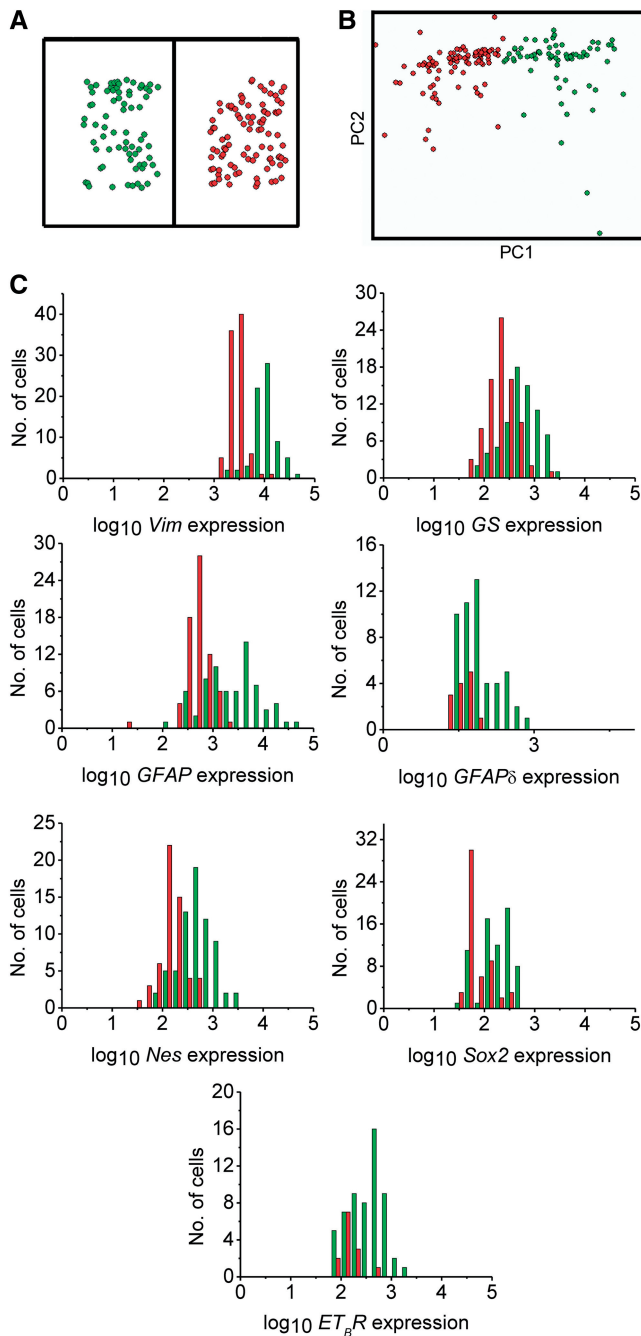 A
B
PC2
PC1
C
No. of cells
40
30
20
10
0
0 1 2 3 4 5
log10 Vim expression
No. of cells
30
24
18
12
6
0
0 1 2 3 4 5
log10 GS expression
No. of cells
30
24
18
12
6
0
0 1 2 3 4 5
log10 GFAP expression
No. of cells
16
12
8
4
0
0 3
log10 GFAPδ expression
No. of cells
25
20
15
10
5
0
0 1 2 3 4 5
log10 Nes expression
No. of cells
32
24
16
8
0
0 1 2 3 4 5
log10 Sox2 expression
No. of cells
20
16
12
8
4
0
0 1 2 3 4 5
log10 ETBR expression